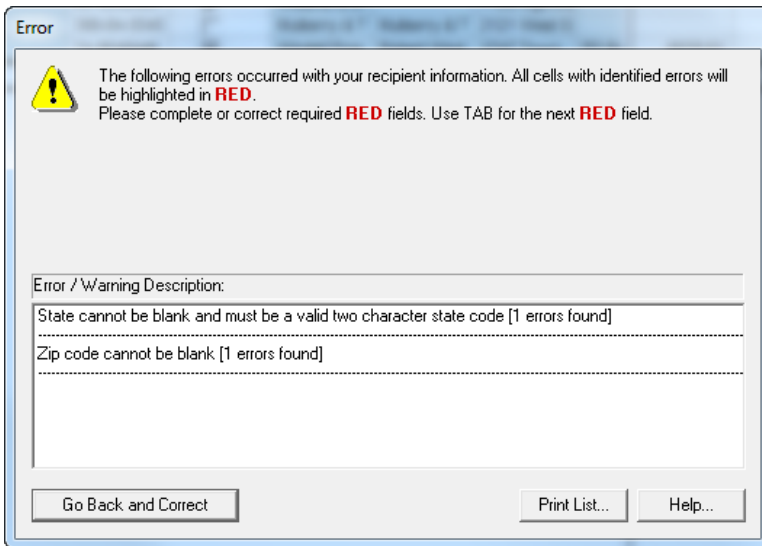 Error
The following errors occurred with your recipient information. All cells with identified errors will
be highlighted in RED.
Please complete or correct required RED fields. Use TAB for the next RED field.
Error / Warning Description:
State cannot be blank and must be a valid two character state code [1 errors found]
Zip code cannot be blank [1 errors found]
Go Back and Correct
Print List...
Help...